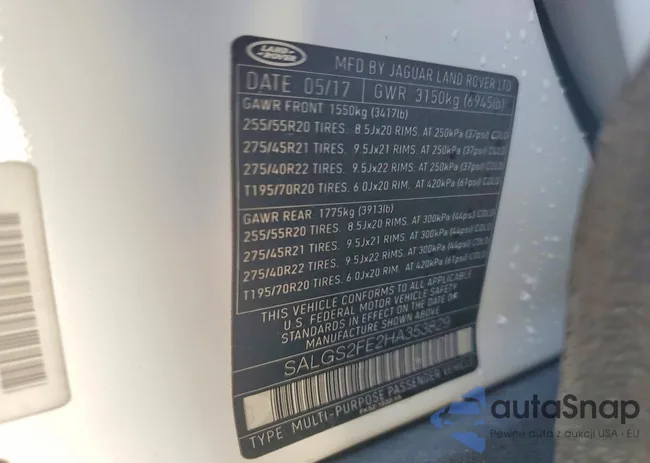 LAND ROVER
MFD BY JAGUAR LAND ROVER LTD
DATE 05/17 GWR 3150kg (6945lb)
GAWR FRONT 1550kg (3417lb)
255/55R20 TIRES. 8 5Jx20 RIMS. AT 250kPa (37psi) COLD
275/45R21 TIRES. 9 5Jx21 RIMS. AT 250kPa (37psi) COLD
275/40R22 TIRES. 9 5Jx22 RIMS. AT 250kPa (37psi) COLD
T195/70R20 TIRES. 6 0Jx20 RIM. AT 420kPa (61psi) COLD
GAWR REAR 1775kg (3913lb)
255/55R20 TIRES. 8 5Jx20 RIMS. AT 300kPa (44psi) COLD
275/45R21 TIRES. 9 5Jx21 RIMS. AT 300kPa (44psi) COLD
275/40R22 TIRES. 9 5Jx22 RIMS. AT 300kPa (44psi) COLD
T195/70R20 TIRES. 6 0Jx20 RIM. AT 420kPa (61psi) COLD
THIS VEHICLE CONFORMS TO ALL APPLICABLE
U.S. FEDERAL MOTOR VEHICLE SAFETY
STANDARDS IN EFFECT ON THE DATE OF
MANUFACTURE SHOWN ABOVE
SALGS2FE2HA353829
TYPE: MULTI-PURPOSE PASSENGER VEHICLE
autoSnap
Pewne auta z aukcji USA · EU